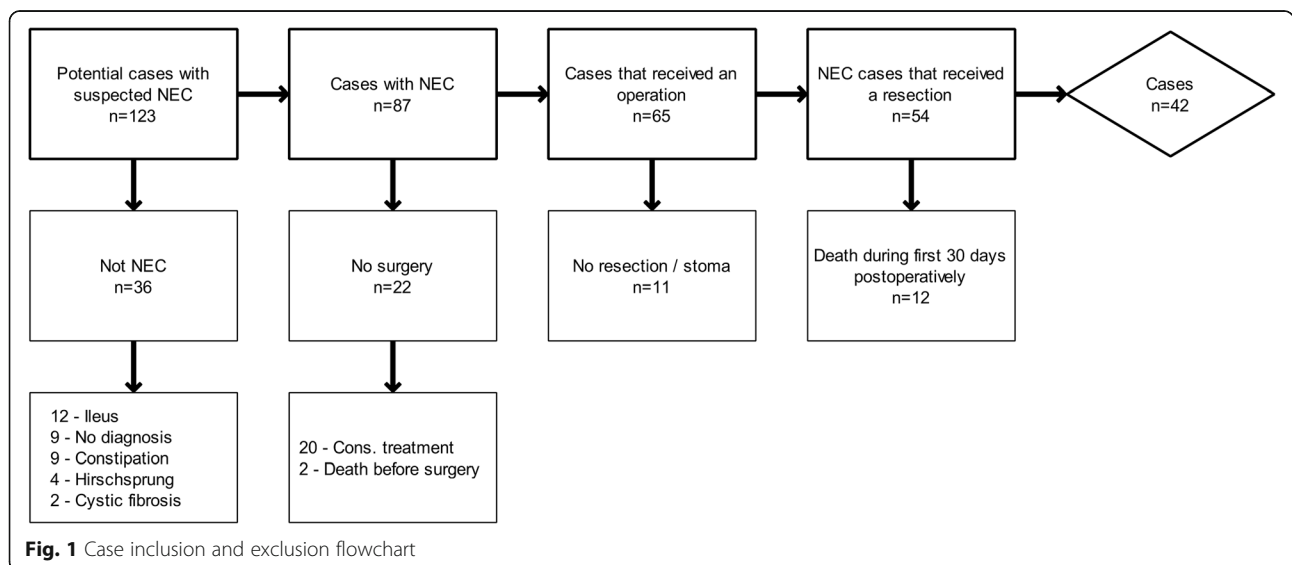 Potential cases with
suspected NEC
n=123
Cases with NEC
n=87
Cases that received an
operation
n=65
NEC cases that received
a resection
n=54
Cases
n=42
Not NEC
n=36
No surgery
n=22
No resection / stoma
n=11
Death during first 30 days
postoperatively
n=12
12 - Ileus
9 - No diagnosis
9 - Constipation
4 - Hirschsprung
2 - Cystic fibrosis
20 - Cons. treatment
2 - Death before surgery
Fig. 1 Case inclusion and exclusion flowchart